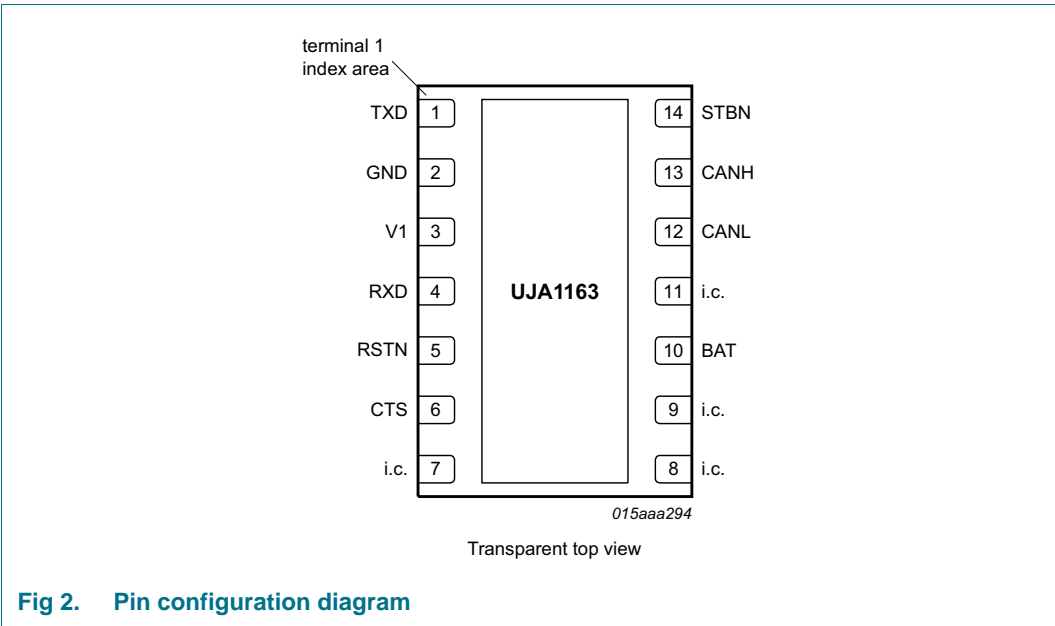 terminal 1
index area
TXD 1
GND 2
V1 3
RXD 4
RSTN 5
CTS 6
i.c. 7
UJA1163
14 STBN
13 CANH
12 CANL
11 i.c.
10 BAT
9 i.c.
8 i.c.
015aaa294
Transparent top view
Fig 2. Pin configuration diagram